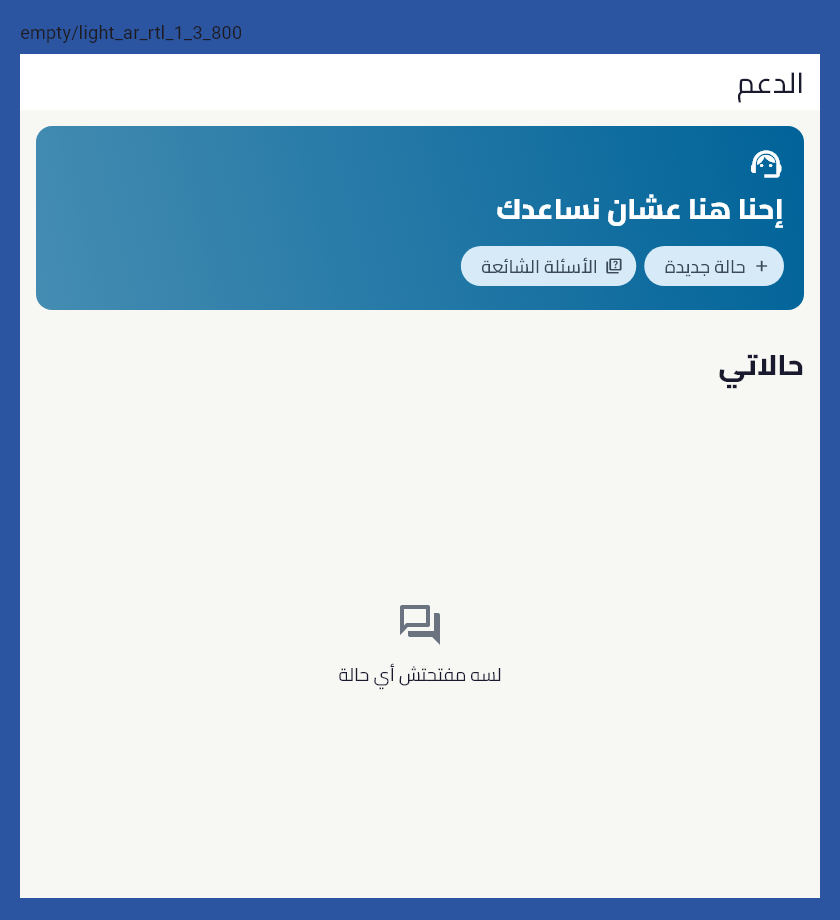 empty/light_ar_rtl_1_3_800
الدعم
إحنا هنا عشان نساعدك
حالة جديدة
الأسئلة الشائعة
حالاتي
لسه مفتحتش أي حالة